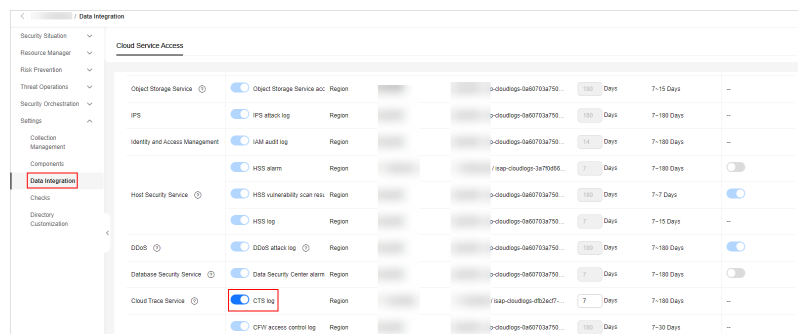 / Data Integration
Security Situation
Resource Manager
Risk Prevention
Threat Operations
Security Orchestration
Settings
Collection
Management
Components
Data Integration
Checks
Directory
Customization
Cloud Service Access
Object Storage Service Object Storage Service acc Region p-cloudlogs-0a60703a750... 180 Days 7~15 Days --
IPS IPS attack log Region p-cloudlogs-0a60703a750... 180 Days 7~180 Days --
Identity and Access Management IAM audit log Region p-cloudlogs-0a60703a750... 14 Days 7~180 Days --
HSS alarm Region / isap-cloudlogs-3a7f0d66... 7 Days 7~180 Days
Host Security Service HSS vulnerability scan resu Region p-cloudlogs-0a60703a750... 180 Days 7~7 Days
HSS log Region p-cloudlogs-0a60703a750... 7 Days 7~15 Days --
DDoS DDoS attack log Region p-cloudlogs-0a60703a750... 180 Days 7~180 Days
Database Security Service Data Security Center alarm Region p-cloudlogs-0a60703a750... 7 Days 7~180 Days
Cloud Trace Service CTS log Region / isap-cloudlogs-dfb2ecf7-... 7 Days 7~180 Days --
CFW access control log Region p-cloudlogs-0a60703a750... 180 Days 7~30 Days --